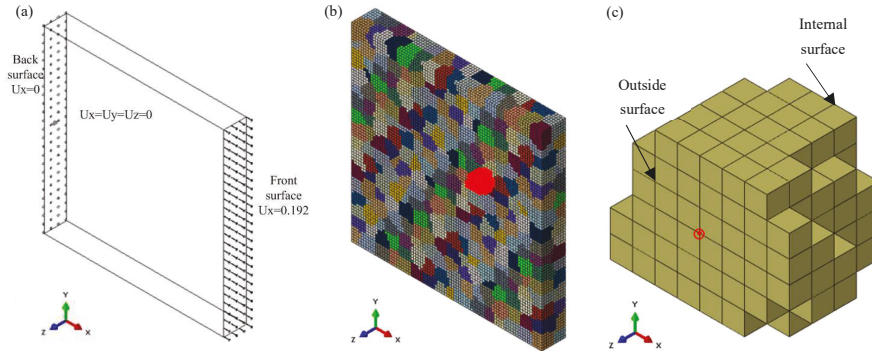 (a)
Back
surface
Ux=0
Ux=Uy=Uz=0
Front
surface
Ux=0.192
Y
Z
X
(b)
Y
Z
X
(c)
Internal
surface
Outside
surface
Y
Z
X